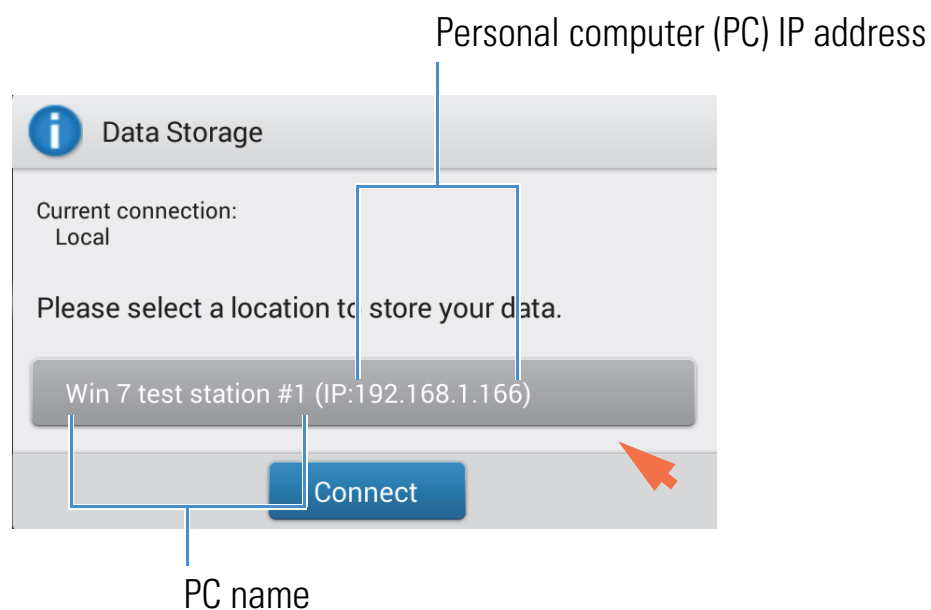 Personal computer (PC) IP address
Data Storage
Current connection:
Local
Please select a location to store your data.
Win 7 test station #1 (IP:192.168.1.166)
Connect
PC name